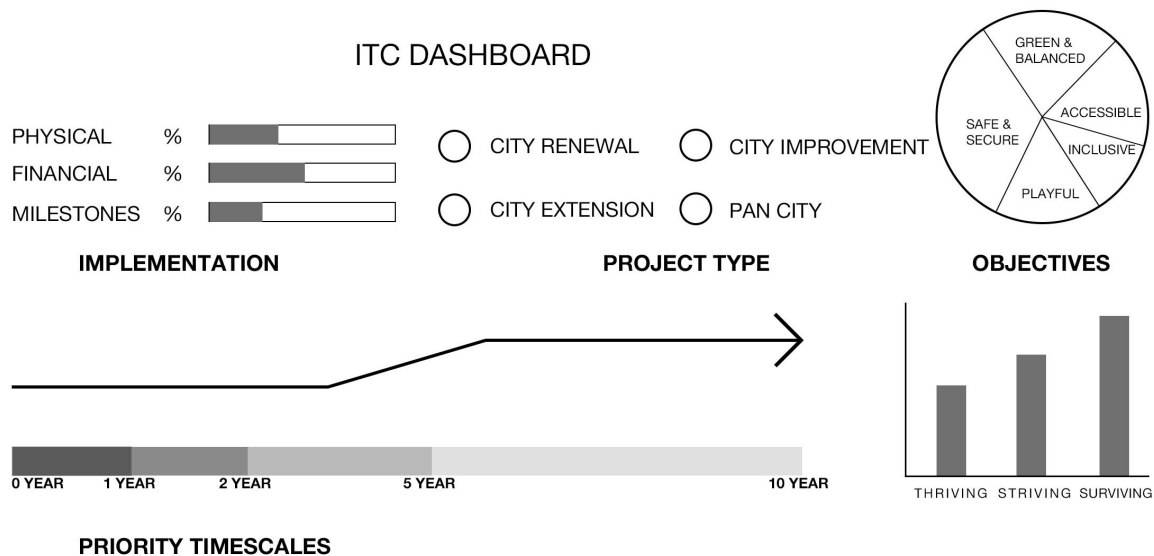 ITC DASHBOARD
PHYSICAL %
FINANCIAL %
MILESTONES %
IMPLEMENTATION
CITY RENEWAL
CITY IMPROVEMENT
CITY EXTENSION
PAN CITY
PROJECT TYPE
GREEN &
BALANCED
ACCESSIBLE
SAFE &
SECURE
INCLUSIVE
PLAYFUL
OBJECTIVES
0 YEAR 1 YEAR 2 YEAR 5 YEAR 10 YEAR
PRIORITY TIMESCALES
THRIVING STRIVING SURVIVING